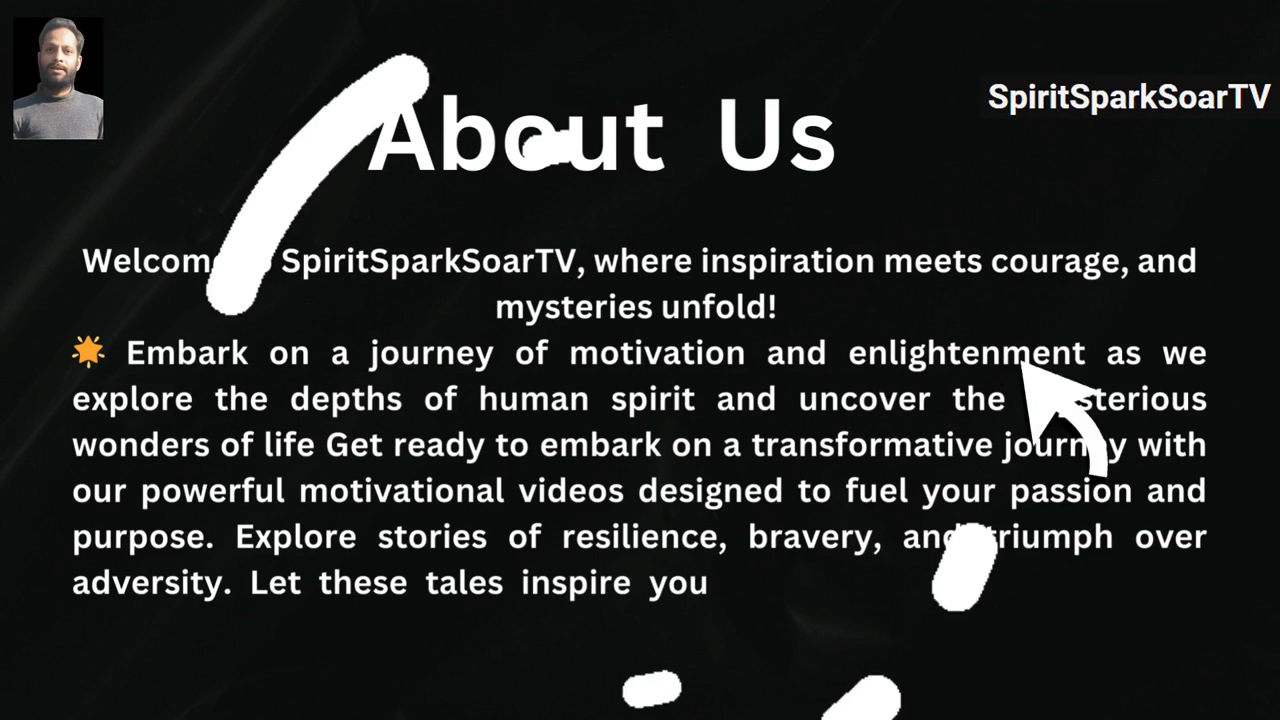 SpiritSparkSoarTV
About Us
SpiritSparkSoarTV, where inspiration meets courage, and
mysteries unfold!
🌟 Embark on a journey of motivation and enlightenment as we
explore the depths of human spirit and uncover the
wonders of life Get ready to embark on a transformative journey with
our powerful motivational videos designed to fuel your passion and
purpose. Explore stories of resilience, bravery, and triumph over
adversity. Let these tales inspire you